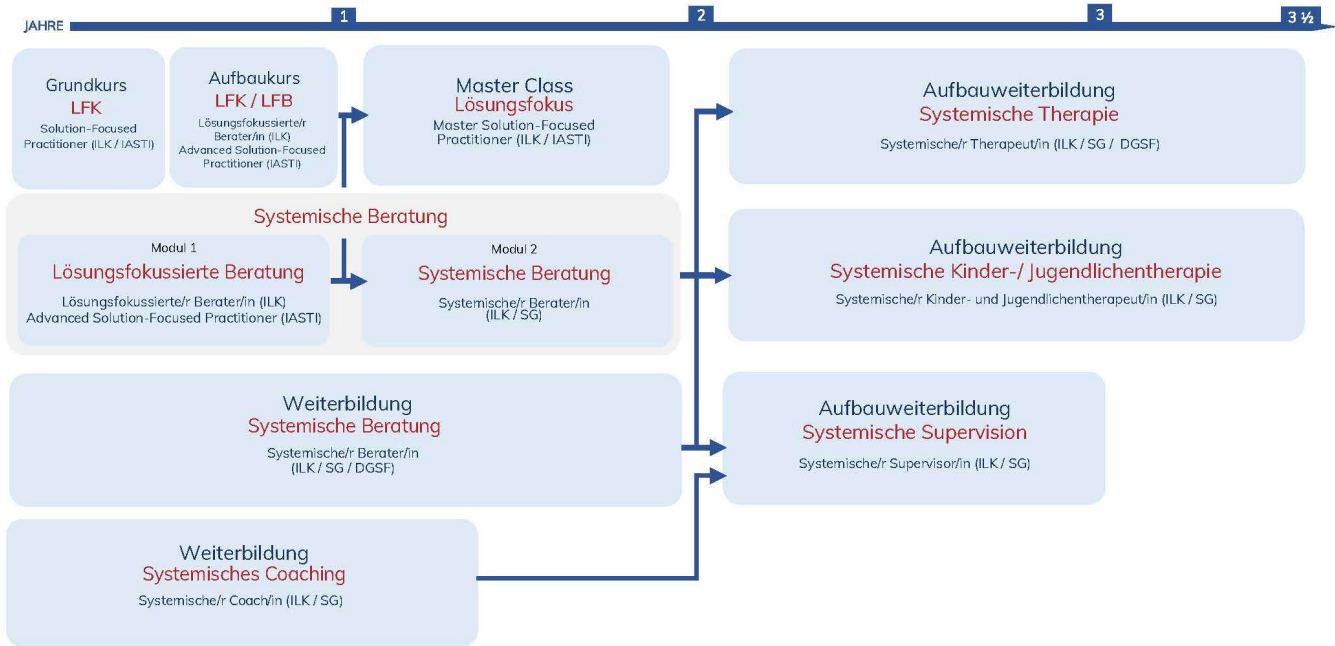 JAHRE
1
2
3
3 ½
Grundkurs
LFK
Solution-Focused
Practitioner (ILK / IASTI)
Aufbaukurs
LFK / LFB
Lösungsfokussierte/r
Berater/in (ILK)
Advanced Solution-Focused
Practitioner (IASTI)
Master Class
Lösungsfokus
Master Solution-Focused
Practitioner (ILK / IASTI)
Aufbauweiterbildung
Systemische Therapie
Systemische/r Therapeut/in (ILK / SG / DGSF)
Systemische Beratung
Modul 1
Lösungsfokussierte Beratung
Lösungsfokussierte/r Berater/in (ILK)
Advanced Solution-Focused Practitioner (IASTI)
Modul 2
Systemische Beratung
Systemische/r Berater/in
(ILK / SG)
Aufbauweiterbildung
Systemische Kinder-/ Jugendlichentherapie
Systemische/r Kinder- und Jugendlichentherapeut/in (ILK / SG)
Weiterbildung
Systemische Beratung
Systemische/r Berater/in
(ILK / SG / DGSF)
Aufbauweiterbildung
Systemische Supervision
Systemische/r Supervisor/in (ILK / SG)
Weiterbildung
Systemisches Coaching
Systemische/r Coach/in (ILK / SG)